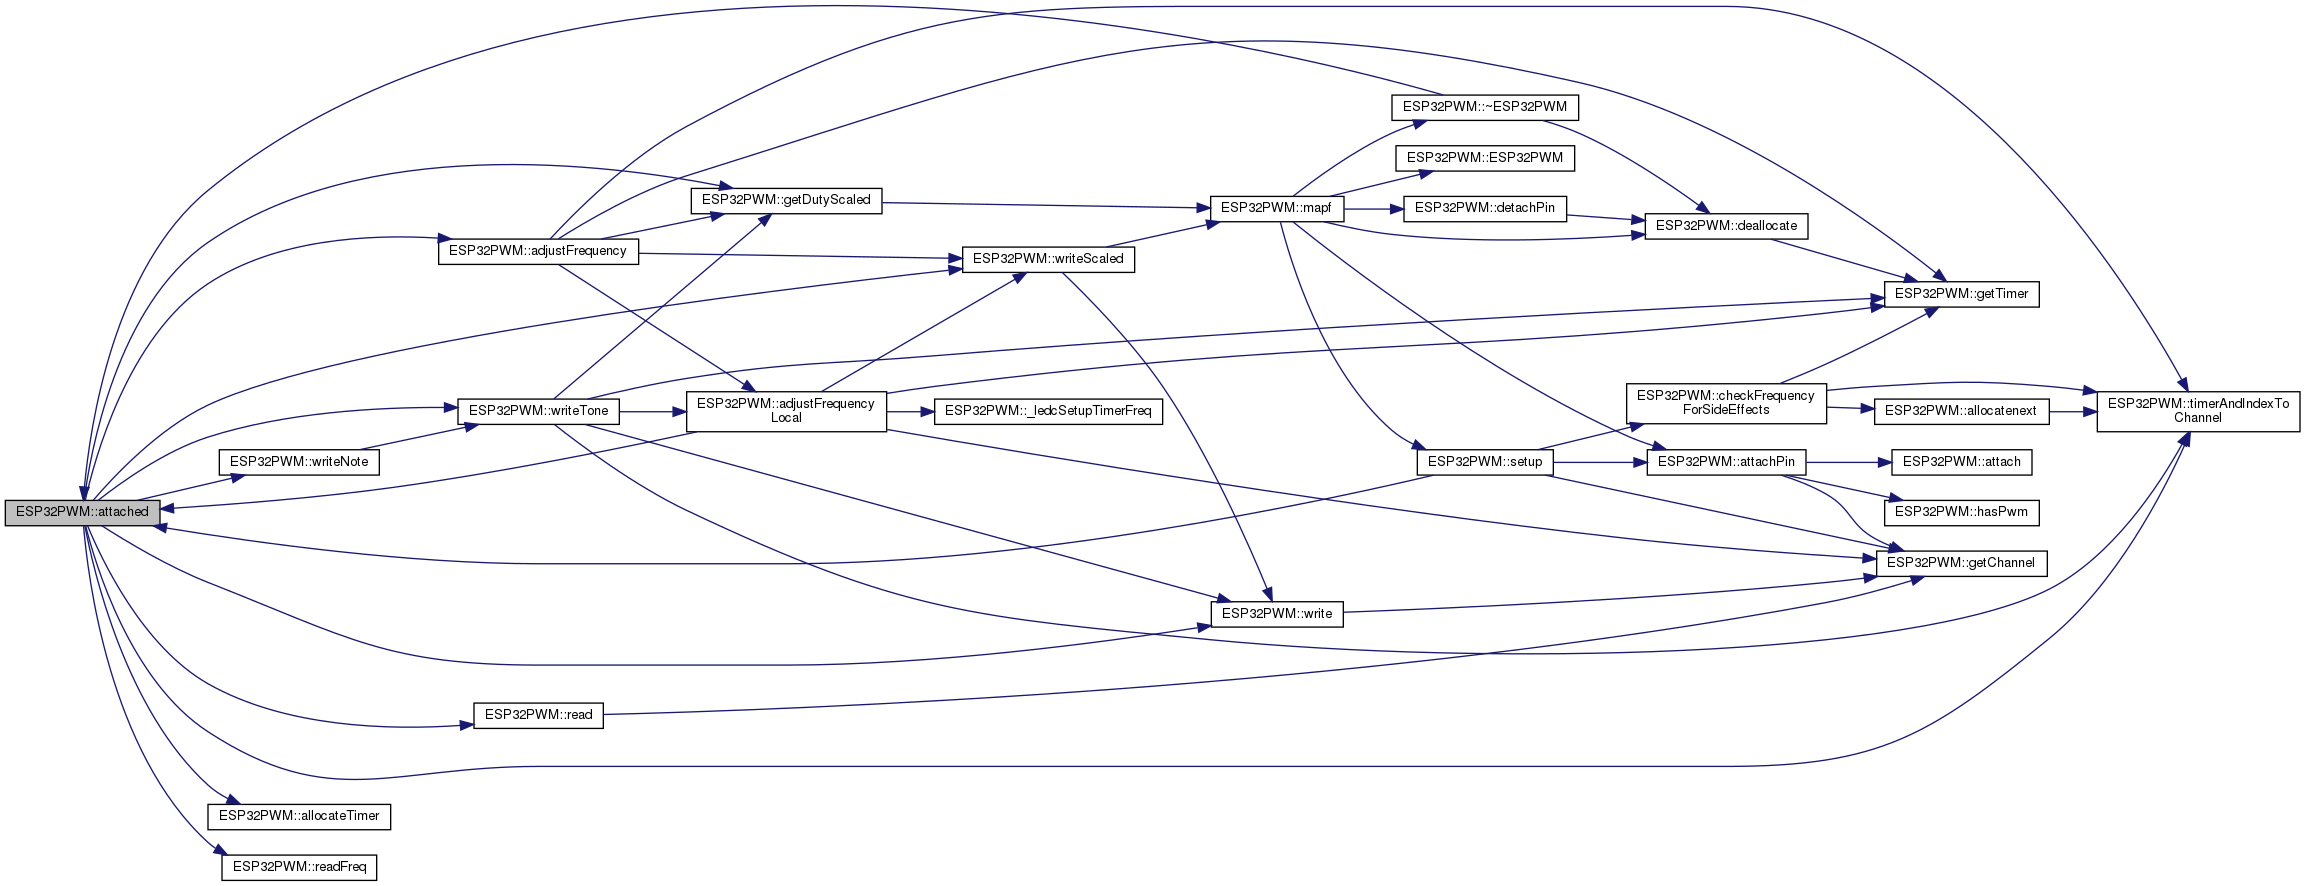 ESP32PWM::~ESP32PWM
ESP32PWM::ESP32PWM
ESP32PWM::getDutyScaled
ESP32PWM::mapf
ESP32PWM::detachPin
ESP32PWM::deallocate
ESP32PWM::adjustFrequency
ESP32PWM::writeScaled
ESP32PWM::getTimer
ESP32PWM::writeTone
ESP32PWM::adjustFrequency
Local
ESP32PWM::_ledcSetupTimerFreq
ESP32PWM::checkFrequency
ForSideEffects
ESP32PWM::allocatenext
ESP32PWM::timerAndIndexTo
Channel
ESP32PWM::writeNote
ESP32PWM::setup
ESP32PWM::attachPin
ESP32PWM::attach
ESP32PWM::attached
ESP32PWM::hasPwm
ESP32PWM::getChannel
ESP32PWM::write
ESP32PWM::read
ESP32PWM::allocateTimer
ESP32PWM::readFreq